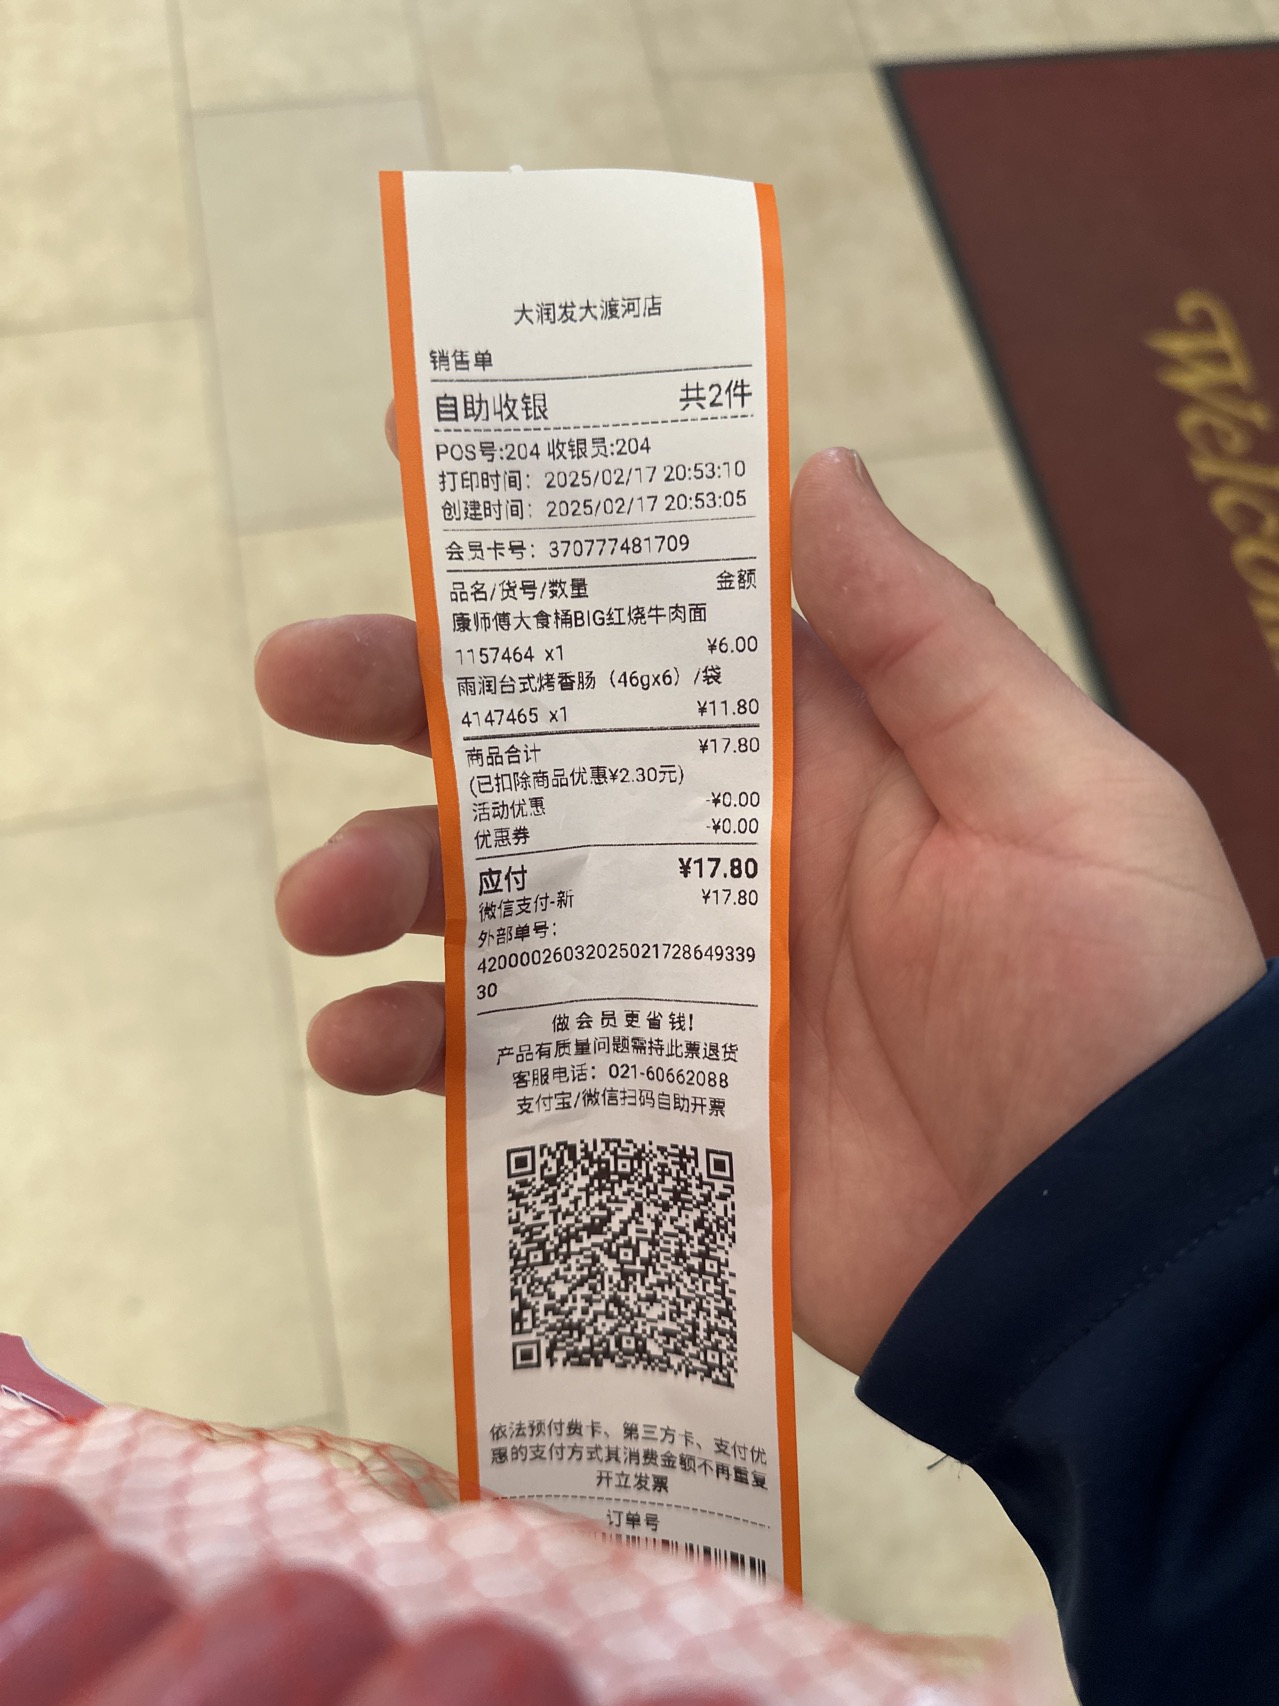 大润发大渡河店
销售单
自助收银 共2件
POS号:204 收银员:204
打印时间：2025/02/17 20:53:10
创建时间：2025/02/17 20:53:05
会员卡号：370777481709
品名/货号/数量 金额
康师傅大食桶BIG红烧牛肉面
1157464 x1 ¥6.00
雨润台式烤香肠（46gx6）/袋
4147465 x1 ¥11.80
商品合计 ¥17.80
(已扣除商品优惠¥2.30元)
活动优惠 -¥0.00
优惠券 -¥0.00
应付 ¥17.80
微信支付-新 ¥17.80
外部单号：
42000026032025021728649339
30
做会员更省钱!
产品有质量问题需持此票退货
客服电话：021-60662088
支付宝/微信扫码自助开票
依法预付费卡、第三方卡、支付优
惠的支付方式其消费金额不再重复
开立发票
订单号
Welcom